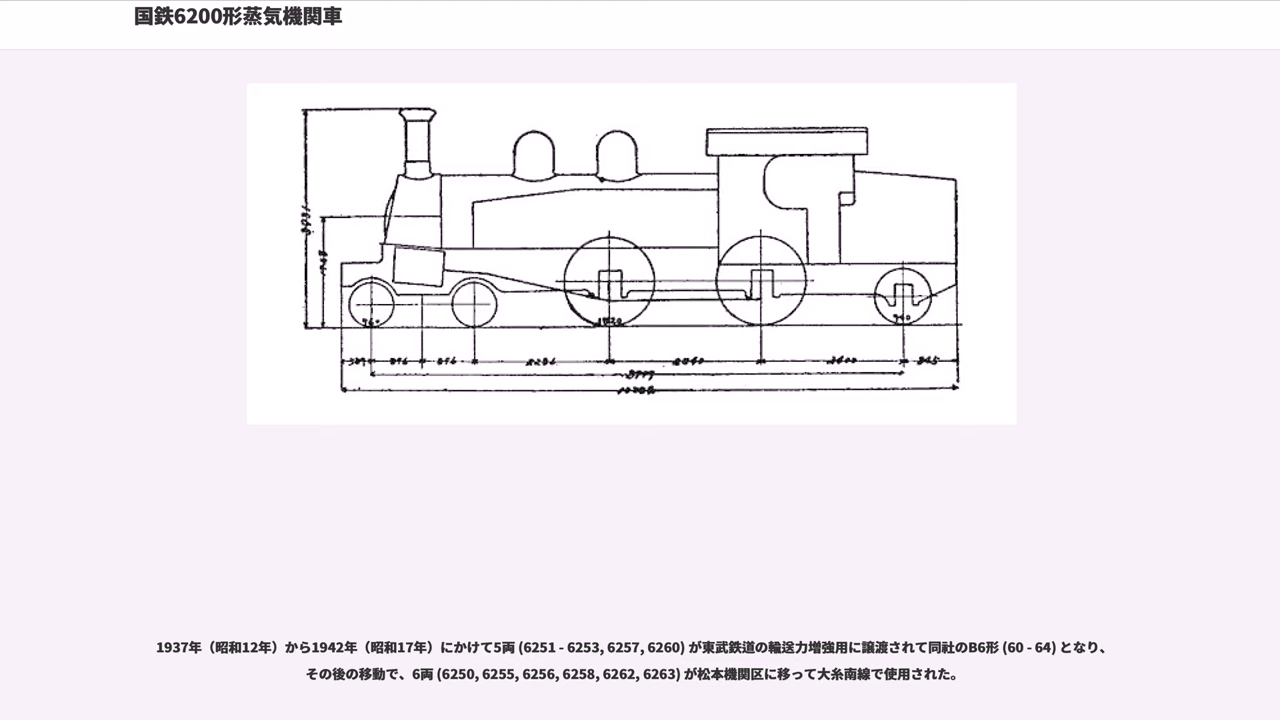 国鉄6200形蒸気機関車
1937年（昭和12年）から1942年（昭和17年）にかけて5両 (6251 - 6253, 6257, 6260) が東武鉄道の輸送力増強用に譲渡されて同社のB6形 (60 - 64) となり、
その後の移動で、6両 (6250, 6255, 6256, 6258, 6262, 6263) が松本機関区に移って大糸南線で使用された。